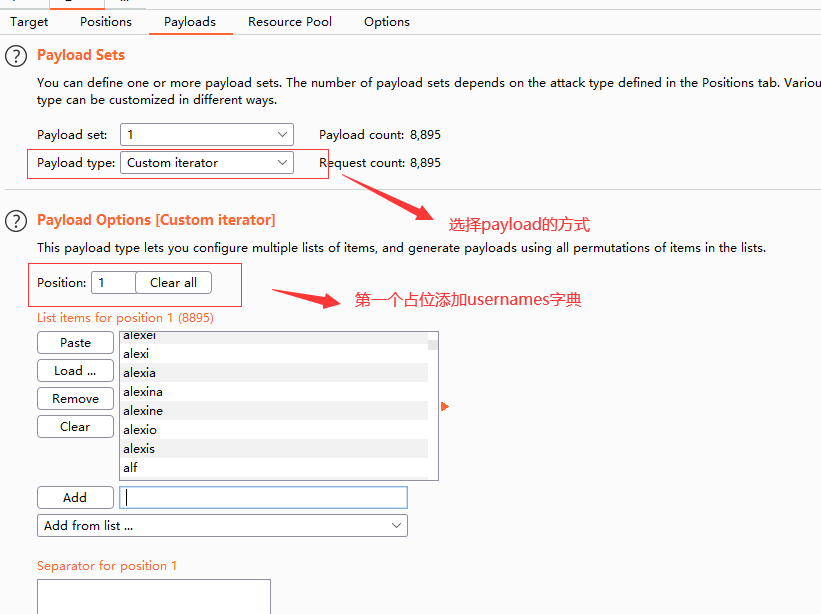 Target Positions Payloads Resource Pool Options
? Payload Sets
You can define one or more payload sets. The number of payload sets depends on the attack type defined in the Positions tab. Variou
type can be customized in different ways.
Payload set: 1 Payload count: 8,895
Payload type: Custom iterator Request count: 8,895
选择payload的方式
? Payload Options [Custom iterator]
This payload type lets you configure multiple lists of items, and generate payloads using all permutations of items in the lists.
Position: 1 Clear all
第一个占位添加usernames字典
List items for position 1 (8895)
Paste
Load ...
Remove
Clear
alexei
alexi
alexia
alexina
alexine
alexio
alexis
alf
Add
Add from list ...
Separator for position 1